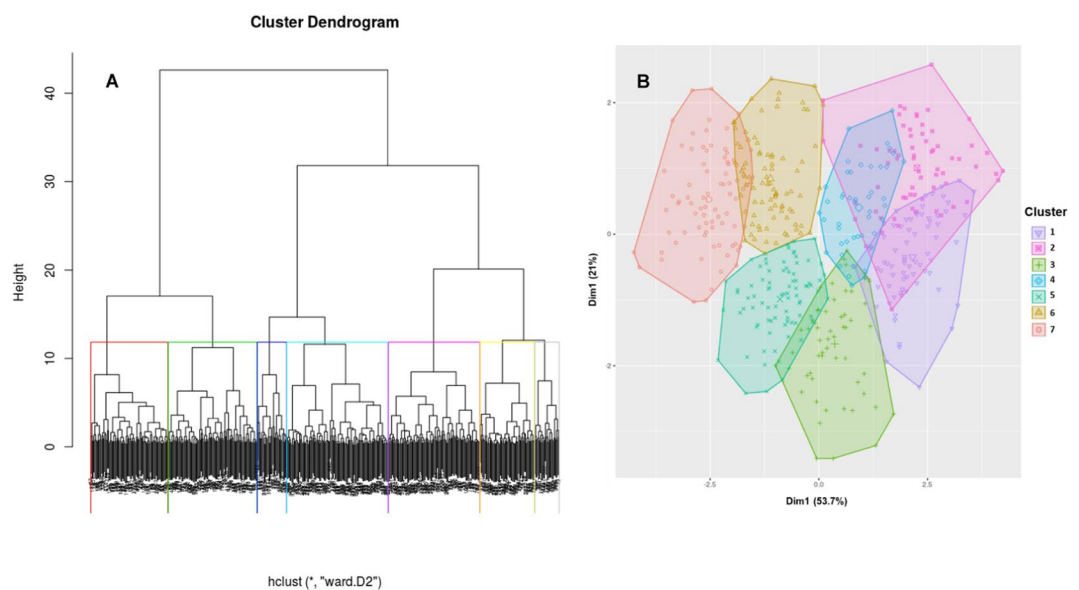 Cluster Dendrogram
A
Height
40
30
20
10
0
hclust (*, "ward.D2")
B
Dim1 (21%)
2
0
-2
-2.5
0.0
2.5
Dim1 (53.7%)
Cluster
1
2
3
4
5
6
7